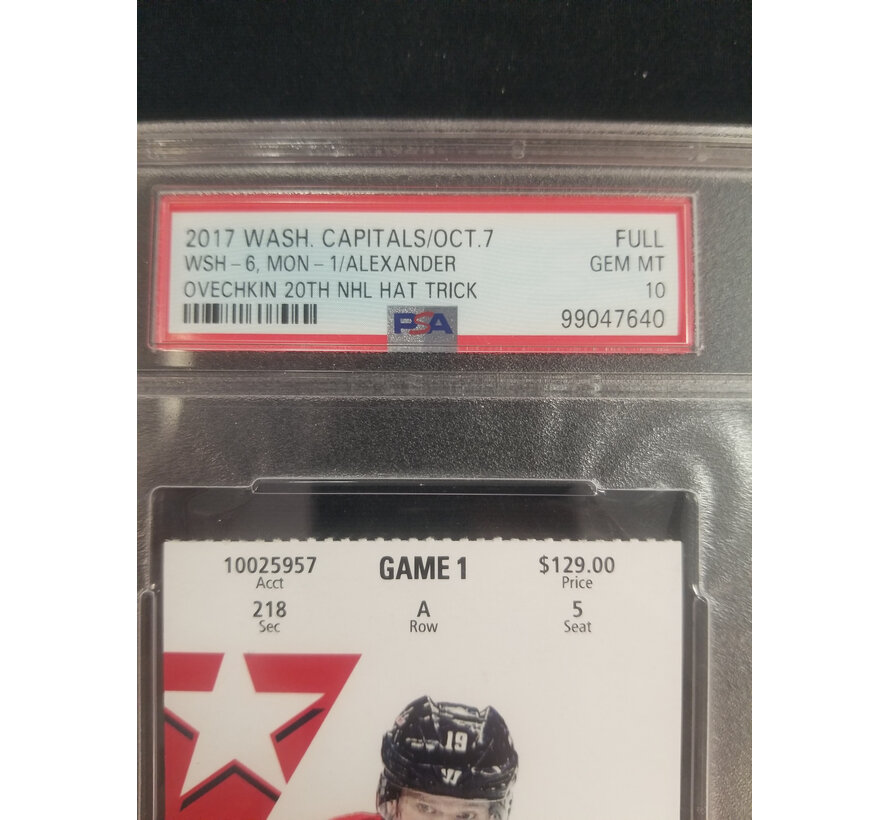 2017 WASH. CAPITALS/OCT.7 FULL
WSH - 6, MON - 1/ALEXANDER GEM MT
OVECHKIN 20TH NHL HAT TRICK 10
PSA 99047640
10025957 GAME 1 $129.00
Acct Price
218 A 5
Sec Row Seat
19
W